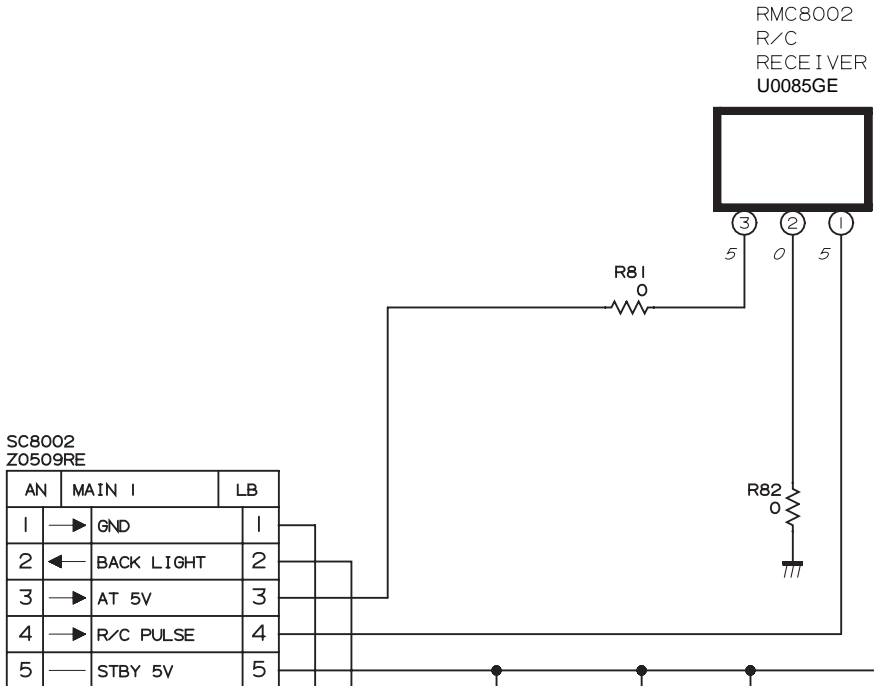 RMC8002
R/C
RECEIVER
U0085GE
3 2 1
5 0 5
R81
0
SC8002
Z0509RE
AN MAIN 1 LB
1 GND 1
2 BACK LIGHT 2
3 AT 5V 3
4 R/C PULSE 4
5 STBY 5V 5
R82
0